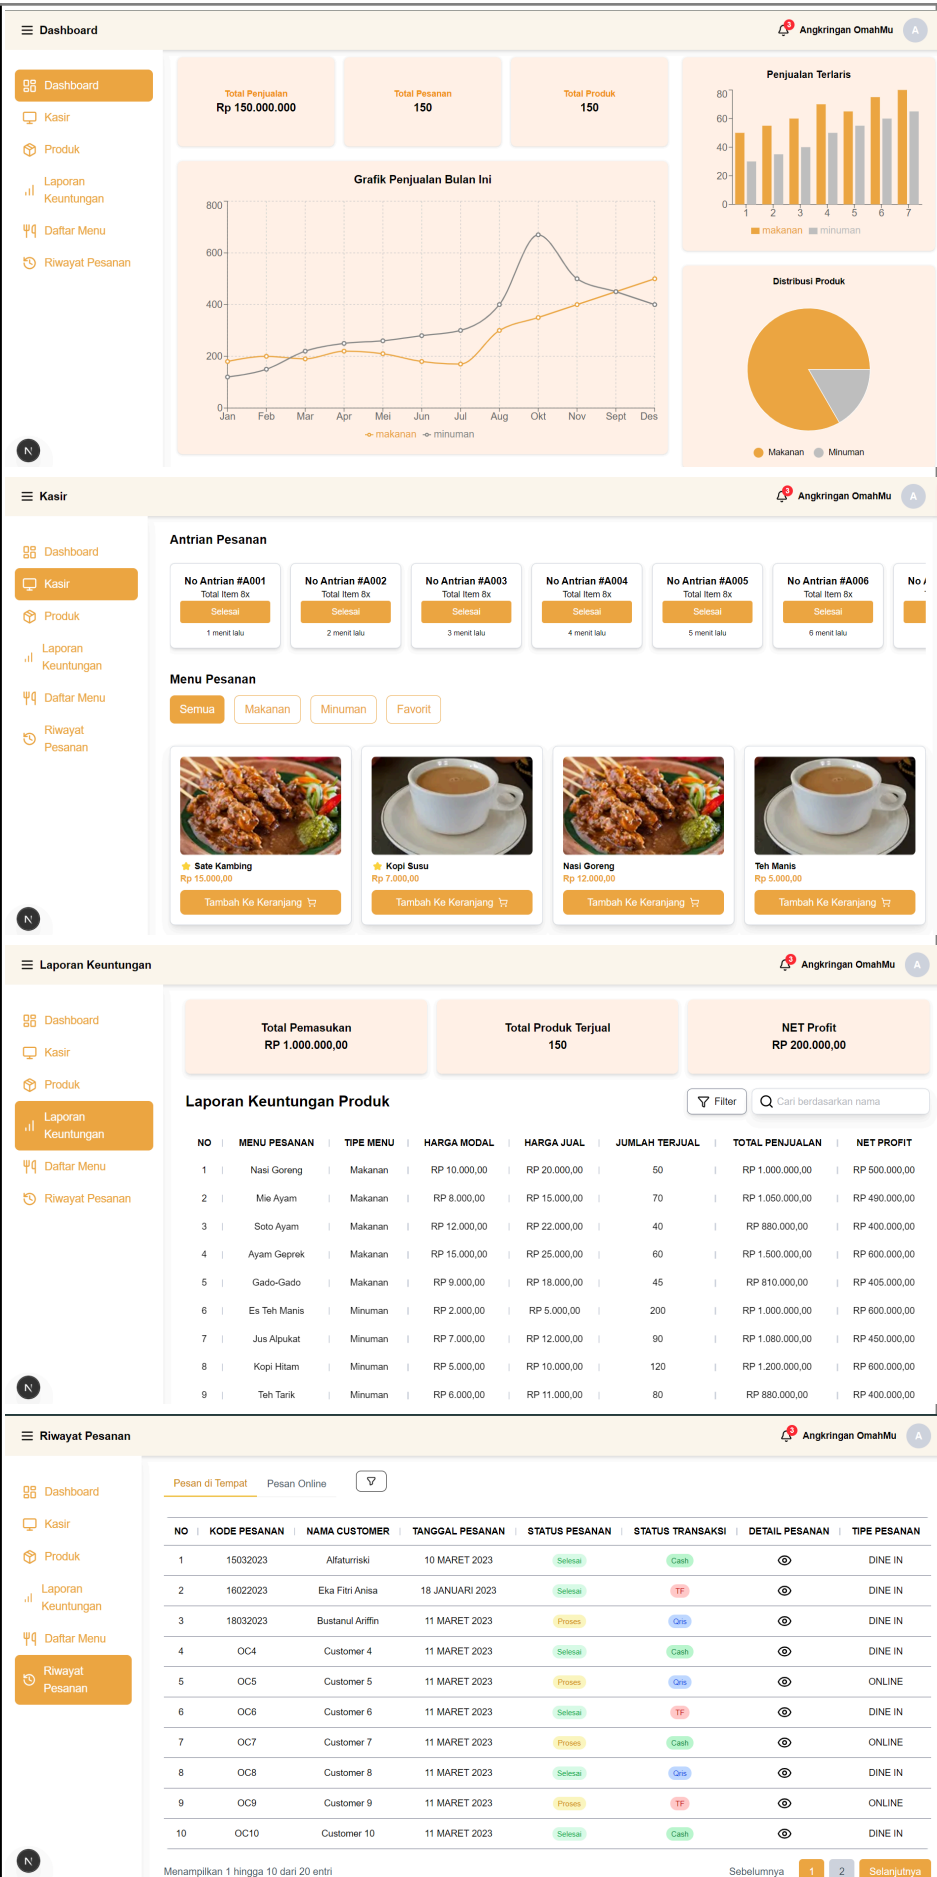 Dashboard
3
Angkringan OmahMu
A
Dashboard
Kasir
Produk
Laporan
Keuntungan
Daftar Menu
Riwayat Pesanan
N
Total Penjualan
Rp 150.000.000
Total Pesanan
150
Total Produk
150
Penjualan Terlaris
80
60
40
20
0
1 2 3 4 5 6 7
makanan minuman
Grafik Penjualan Bulan Ini
800
600
400
200
0
Jan Feb Mar Apr Mei Jun Jul Aug Okt Nov Sept Des
makanan minuman
Distribusi Produk
Makanan Minuman
Kasir
3
Angkringan OmahMu
A
Dashboard
Kasir
Produk
Laporan
Keuntungan
Daftar Menu
Riwayat
Pesanan
N
Antrian Pesanan
No Antrian #A001 No Antrian #A002 No Antrian #A003 No Antrian #A004 No Antrian #A005 No Antrian #A006 No
Total Item 8x Total Item 8x Total Item 8x Total Item 8x Total Item 8x Total Item 8x
Selesai Selesai Selesai Selesai Selesai Selesai
1 menit lalu 2 menit lalu 3 menit lalu 4 menit lalu 5 menit lalu 6 menit lalu
Menu Pesanan
Semua Makanan Minuman Favorit
Sate Kambing Kopi Susu Nasi Goreng Teh Manis
Rp 15.000,00 Rp 7.000,00 Rp 12.000,00 Rp 5.000,00
Tambah Ke Keranjang Tambah Ke Keranjang Tambah Ke Keranjang Tambah Ke Keranjang
Laporan Keuntungan
3
Angkringan OmahMu
A
Dashboard
Kasir
Produk
Laporan
Keuntungan
Daftar Menu
Riwayat Pesanan
N
Total Pemasukan
RP 1.000.000,00
Total Produk Terjual
150
NET Profit
RP 200.000,00
Laporan Keuntungan Produk
Filter
Cari berdasarkan nama
NO MENU PESANAN TIPE MENU HARGA MODAL HARGA JUAL JUMLAH TERJUAL TOTAL PENJUALAN NET PROFIT
1 Nasi Goreng Makanan RP 10.000,00 RP 20.000,00 50 RP 1.000.000,00 RP 500.000,00
2 Mie Ayam Makanan RP 8.000,00 RP 15.000,00 70 RP 1.050.000,00 RP 490.000,00
3 Soto Ayam Makanan RP 12.000,00 RP 22.000,00 40 RP 880.000,00 RP 400.000,00
4 Ayam Geprek Makanan RP 15.000,00 RP 25.000,00 60 RP 1.500.000,00 RP 600.000,00
5 Gado-Gado Makanan RP 9.000,00 RP 18.000,00 45 RP 810.000,00 RP 405.000,00
6 Es Teh Manis Minuman RP 2.000,00 RP 5.000,00 200 RP 1.000.000,00 RP 600.000,00
7 Jus Alpukat Minuman RP 7.000,00 RP 12.000,00 90 RP 1.080.000,00 RP 450.000,00
8 Kopi Hitam Minuman RP 5.000,00 RP 10.000,00 120 RP 1.200.000,00 RP 600.000,00
9 Teh Tarik Minuman RP 6.000,00 RP 11.000,00 80 RP 880.000,00 RP 400.000,00
Riwayat Pesanan
3
Angkringan OmahMu
A
Dashboard
Kasir
Produk
Laporan
Keuntungan
Daftar Menu
Riwayat
Pesanan
N
Pesan di Tempat Pesan Online
NO KODE PESANAN NAMA CUSTOMER TANGGAL PESANAN STATUS PESANAN STATUS TRANSAKSI DETAIL PESANAN TIPE PESANAN
1 15032023 Alfaturriski 10 MARET 2023 Selesai Cash DINE IN
2 16022023 Eka Fitri Anisa 18 JANUARI 2023 Selesai TF DINE IN
3 18032023 Bustanul Ariffin 11 MARET 2023 Proses Qris DINE IN
4 OC4 Customer 4 11 MARET 2023 Selesai Cash DINE IN
5 OC5 Customer 5 11 MARET 2023 Proses Qris ONLINE
6 OC6 Customer 6 11 MARET 2023 Selesai TF DINE IN
7 OC7 Customer 7 11 MARET 2023 Proses Cash ONLINE
8 OC8 Customer 8 11 MARET 2023 Selesai Qris DINE IN
9 OC9 Customer 9 11 MARET 2023 Proses TF ONLINE
10 OC10 Customer 10 11 MARET 2023 Selesai Cash DINE IN
Menampilkan 1 hingga 10 dari 20 entri
Sebelumnya 1 2 Selanjutnya